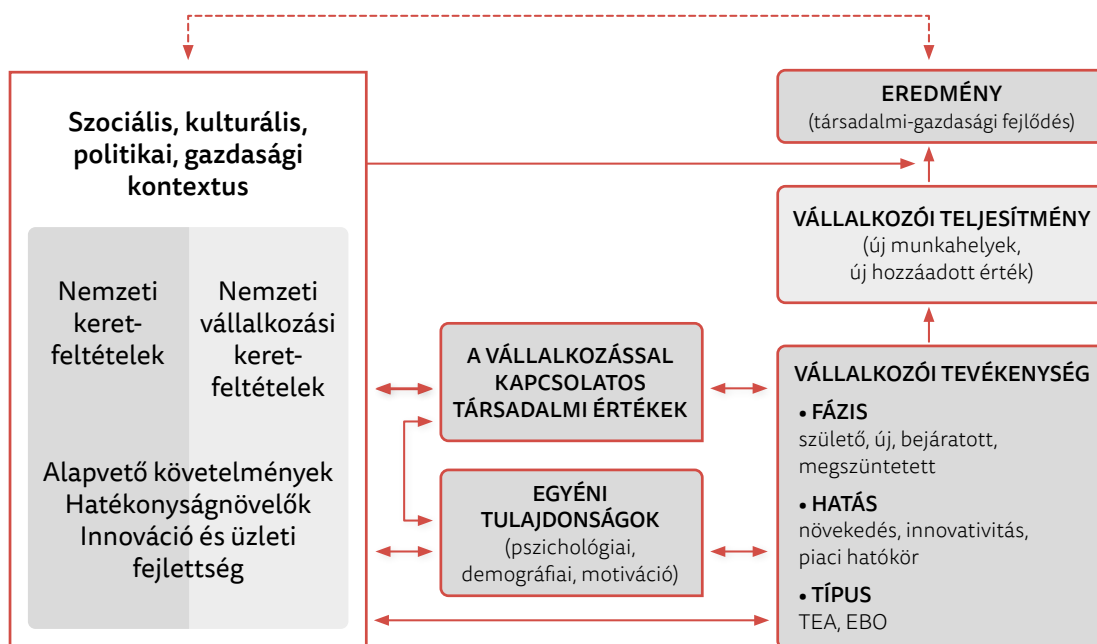 Szociális, kulturális,
politikai, gazdasági
kontextus
Nemzeti
keret-
feltételek
Nemzeti
vállalkozási
keret-
feltételek
Alapvető követelmények
Hatékonyságnövelők
Innováció és üzleti
fejlettség
A VÁLLALKOZÁSSAL
KAPCSOLATOS
TÁRSADALMI ÉRTÉKEK
EGYÉNI
TULAJDONSÁGOK
(pszichológiai,
demográfiai, motiváció)
EREDMÉNY
(társadalmi-gazdasági fejlődés)
VÁLLALKOZÓI TELJESÍTMÉNY
(új munkahelyek,
új hozzáadott érték)
VÁLLALKOZÓI TEVÉKENYSÉG
• FÁZIS
születő, új, bejáratott,
megszüntetett
• HATÁS
növekedés, innovativitás,
piaci hatókör
• TÍPUS
TEA, EBO